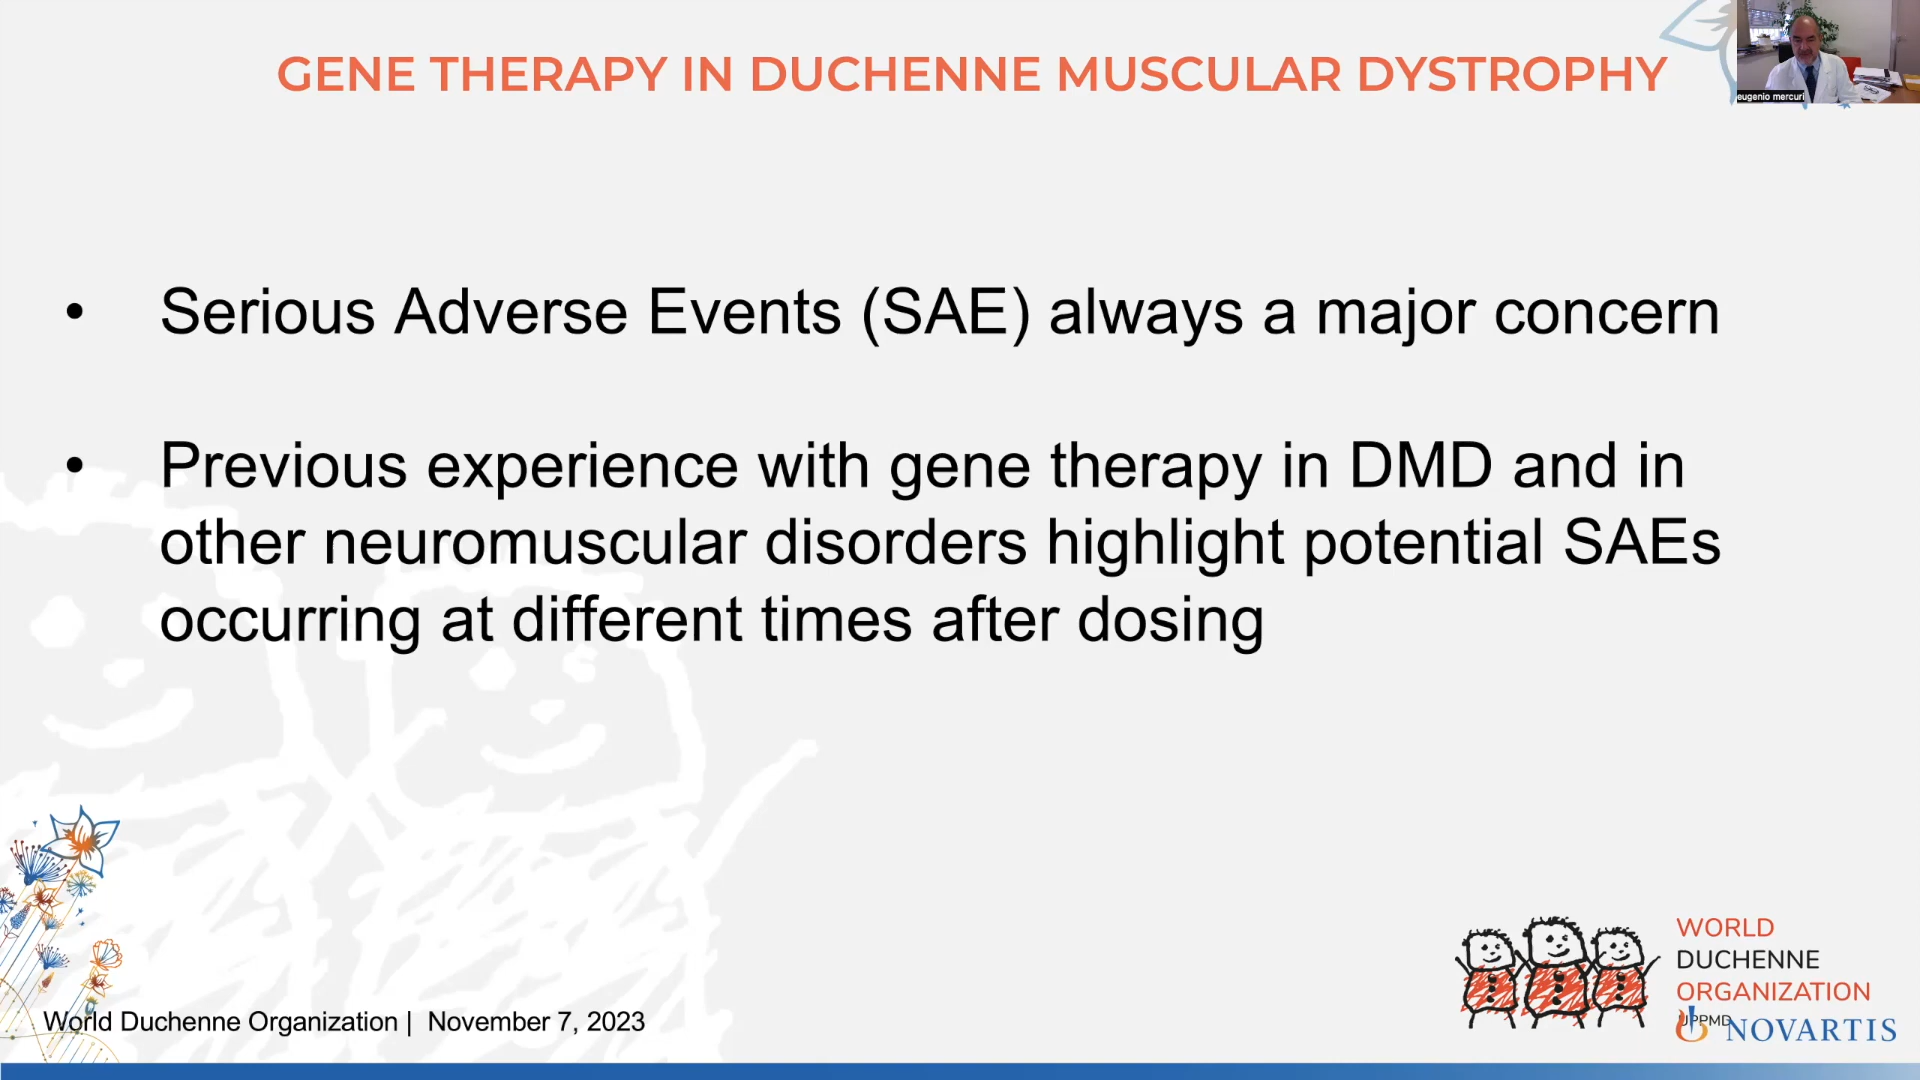 GENE THERAPY IN DUCHENNE MUSCULAR DYSTROPHY
eugenio mercuri
• Serious Adverse Events (SAE) always a major concern
• Previous experience with gene therapy in DMD and in
other neuromuscular disorders highlight potential SAEs
occurring at different times after dosing
World Duchenne Organization | November 7, 2023
WORLD
DUCHENNE
ORGANIZATION
UPPMD
NOVARTIS